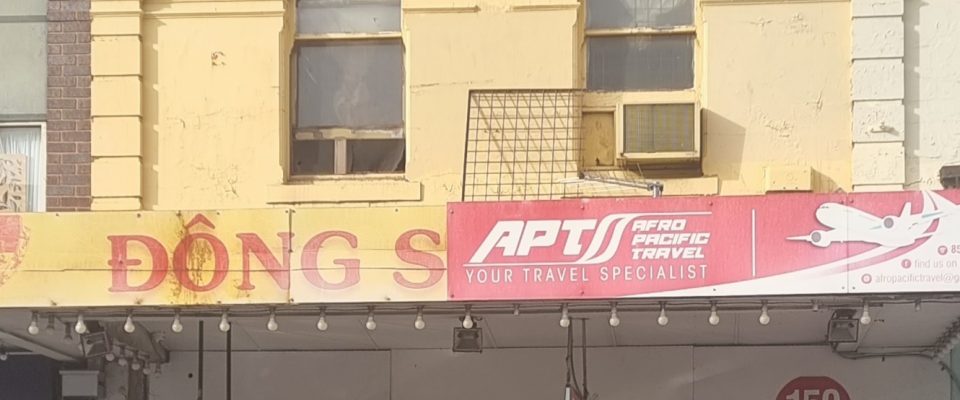 ĐÔNG S
APT
AFRO
PACIFIC
TRAVEL
YOUR TRAVEL SPECIALIST
find us on
afropacifictravel@g